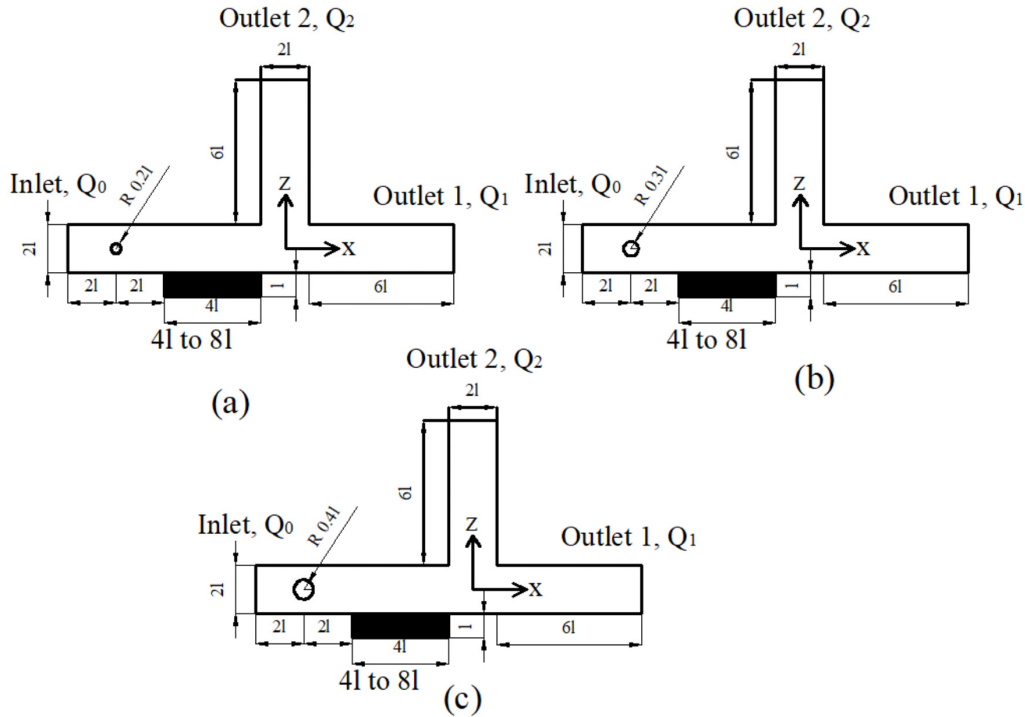 Outlet 2, Q2
2l
6l
Inlet, Q0
R 0.2l
Z
Outlet 1, Q1
X
2l
2l
2l
4l
1
6l
4l to 8l
(a)
Outlet 2, Q2
2l
6l
Inlet, Q0
R 0.3l
Z
Outlet 1, Q1
X
2l
2l
2l
4l
1
6l
4l to 8l
(b)
Outlet 2, Q2
2l
6l
Inlet, Q0
R 0.4l
Z
Outlet 1, Q1
X
2l
2l
2l
4l
1
6l
4l to 8l
(c)